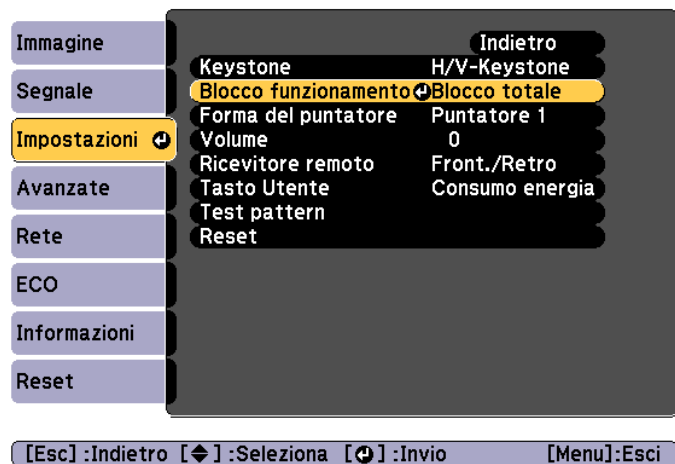 Immagine
Segnale
Impostazioni
Avanzate
Rete
ECO
Informazioni
Reset
Indietro
Keystone H/V-Keystone
Blocco funzionamento Blocco totale
Forma del puntatore Puntatore 1
Volume 0
Ricevitore remoto Front./Retro
Tasto Utente Consumo energia
Test pattern
Reset
[Esc] :Indietro [◆] :Seleziona [⏎] :Invio [Menu]:Esci